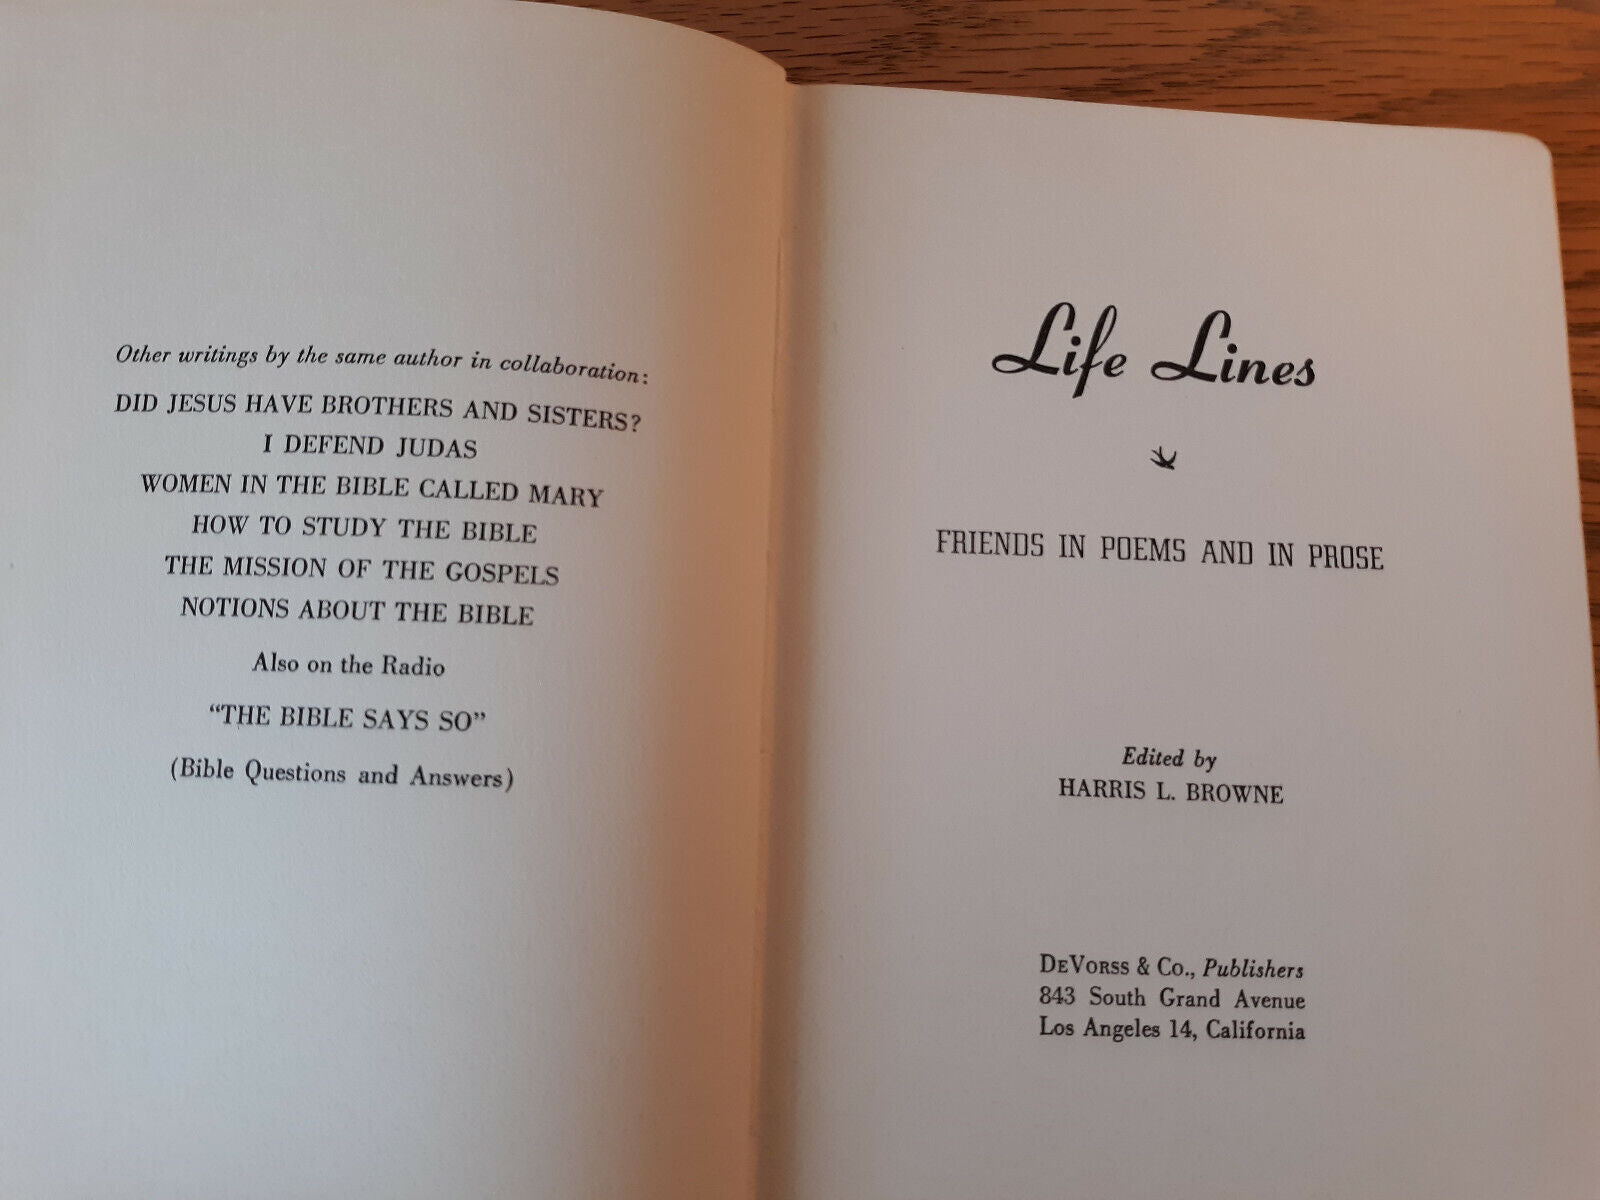 Other writings by the same author in collaboration:
DID JESUS HAVE BROTHERS AND SISTERS?
I DEFEND JUDAS
WOMEN IN THE BIBLE CALLED MARY
HOW TO STUDY THE BIBLE
THE MISSION OF THE GOSPELS
NOTIONS ABOUT THE BIBLE
Also on the Radio
“THE BIBLE SAYS SO”
(Bible Questions and Answers)
Life Lines
FRIENDS IN POEMS AND IN PROSE
Edited by
HARRIS L. BROWNE
DEVORSS & CO., Publishers
843 South Grand Avenue
Los Angeles 14, California